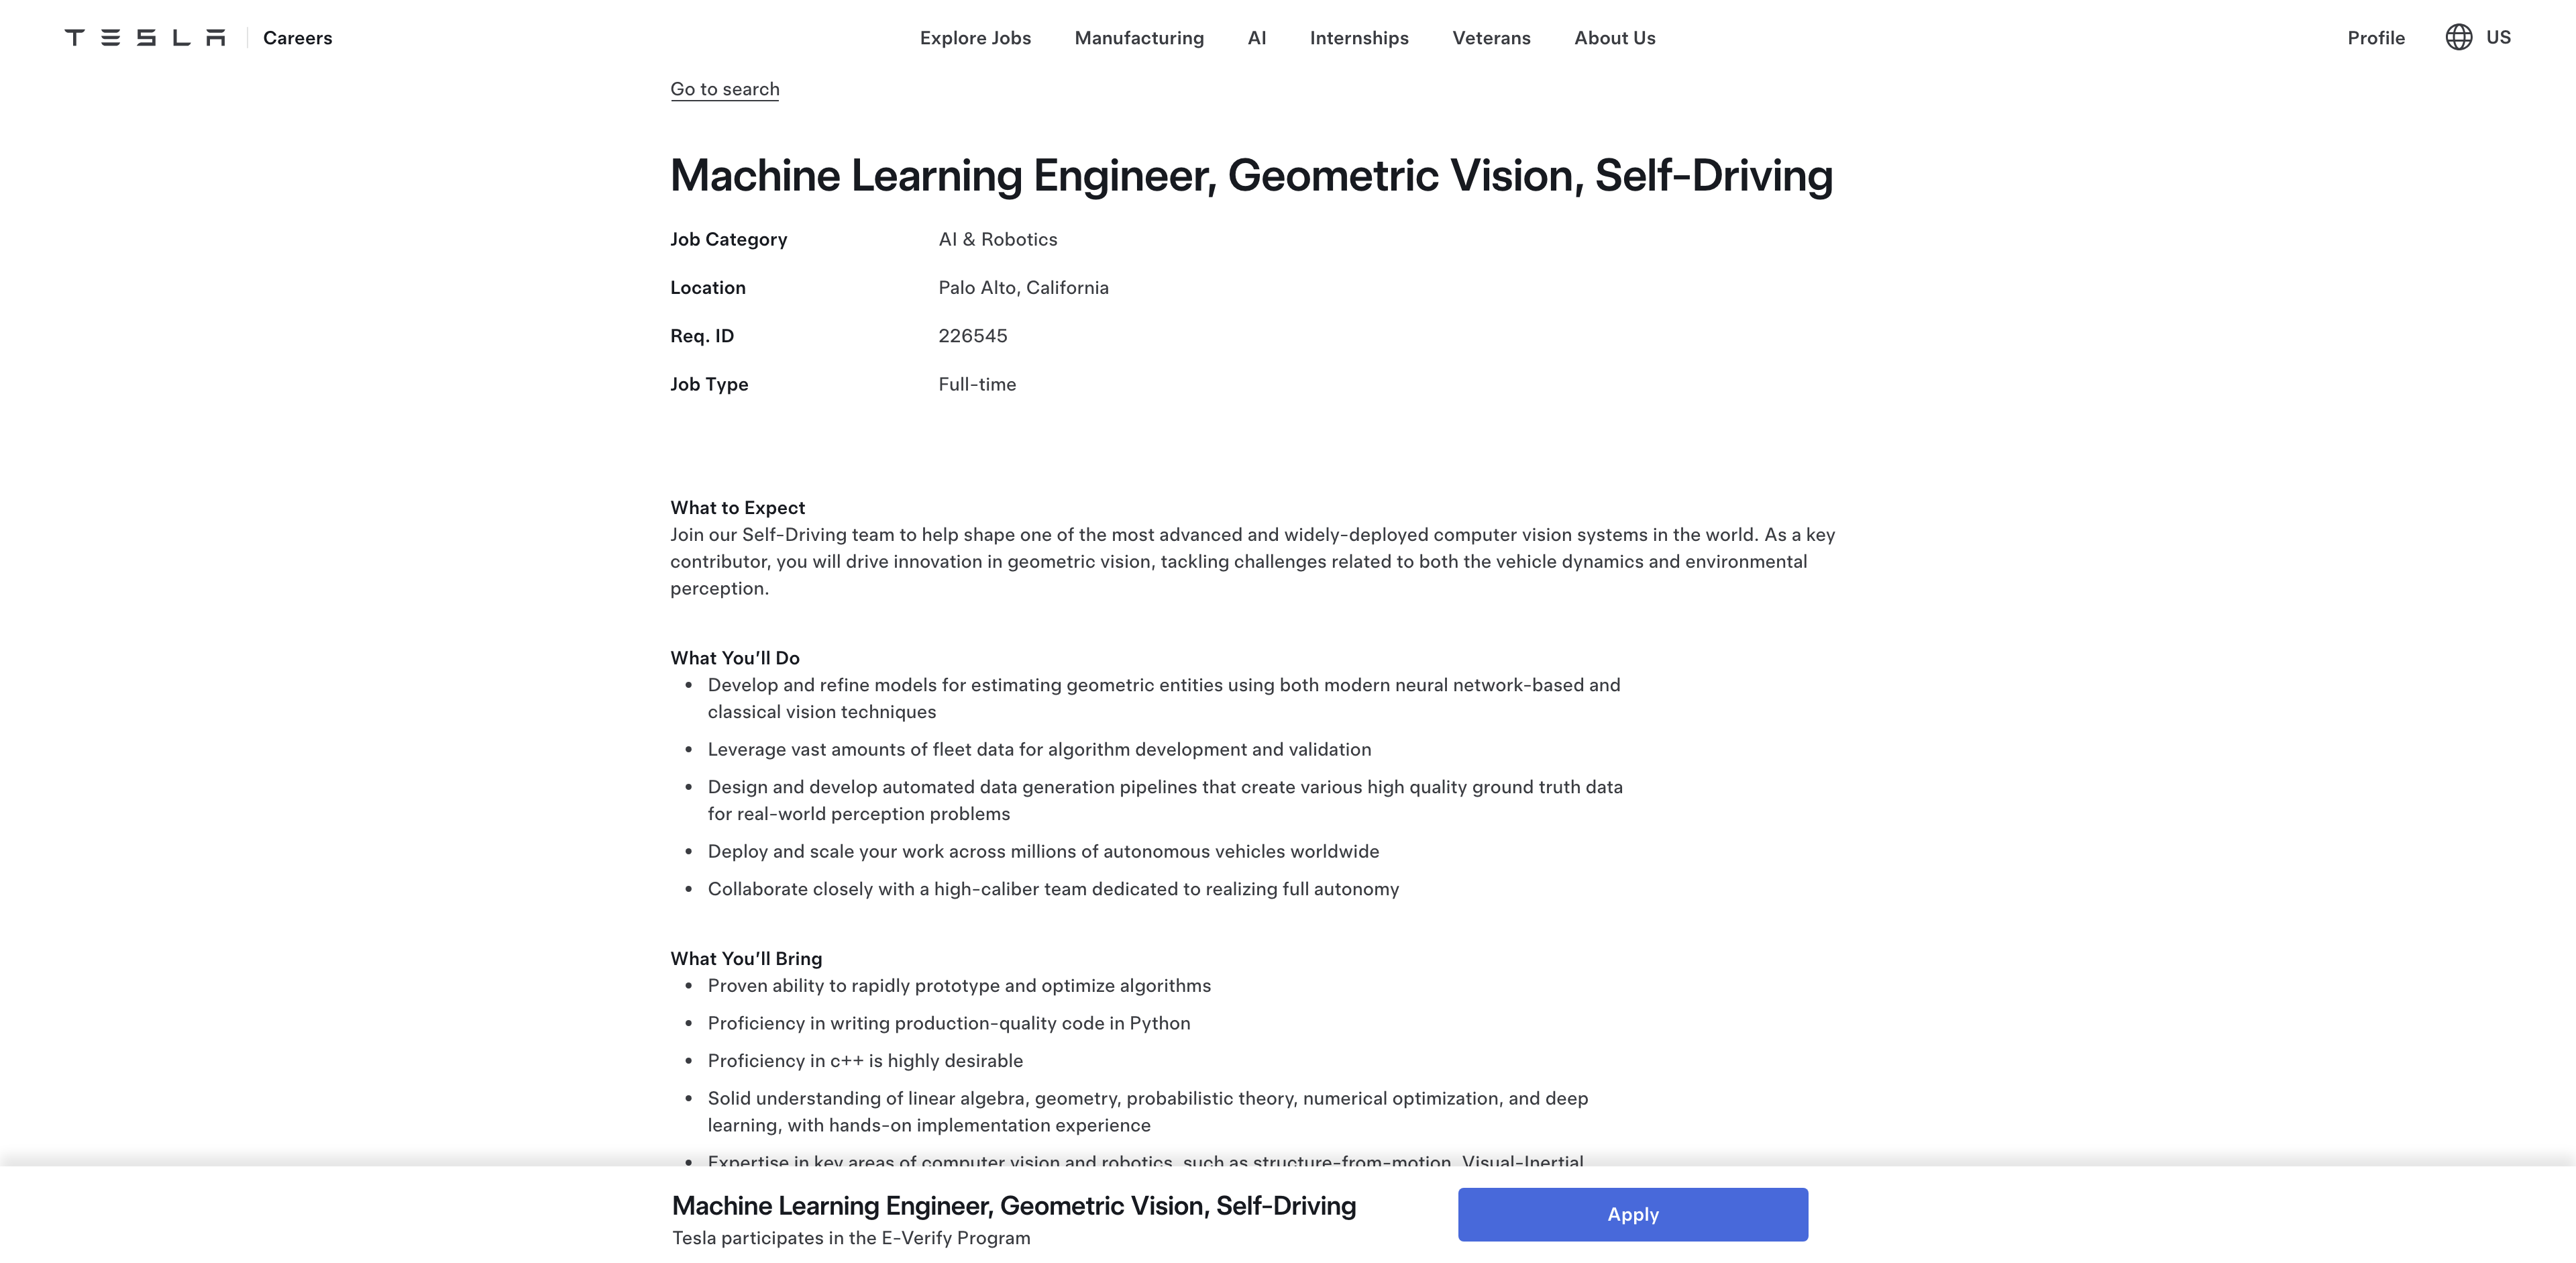 TESLA Careers Explore Jobs Manufacturing AI Internships Veterans About Us Profile US
Go to search
Machine Learning Engineer, Geometric Vision, Self-Driving
Job Category AI & Robotics
Location Palo Alto, California
Req. ID 226545
Job Type Full-time
What to Expect
Join our Self-Driving team to help shape one of the most advanced and widely-deployed computer vision systems in the world. As a key
contributor, you will drive innovation in geometric vision, tackling challenges related to both the vehicle dynamics and environmental
perception.
What You’ll Do
• Develop and refine models for estimating geometric entities using both modern neural network-based and
classical vision techniques
• Leverage vast amounts of fleet data for algorithm development and validation
• Design and develop automated data generation pipelines that create various high quality ground truth data
for real-world perception problems
• Deploy and scale your work across millions of autonomous vehicles worldwide
• Collaborate closely with a high-caliber team dedicated to realizing full autonomy
What You’ll Bring
• Proven ability to rapidly prototype and optimize algorithms
• Proficiency in writing production-quality code in Python
• Proficiency in c++ is highly desirable
• Solid understanding of linear algebra, geometry, probabilistic theory, numerical optimization, and deep
learning, with hands-on implementation experience
• Expertise in key areas of computer vision and robotics, such as structure-from-motion, Visual-Inertial
Machine Learning Engineer, Geometric Vision, Self-Driving
Apply
Tesla participates in the E-Verify Program